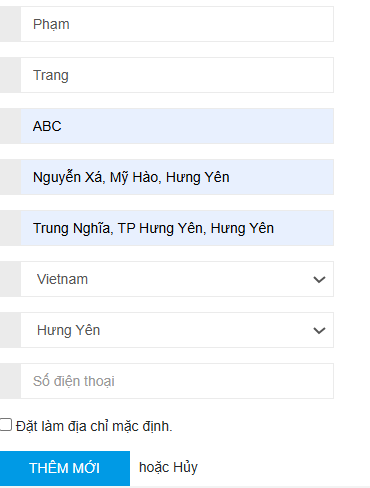 Phạm
Trang
ABC
Nguyễn Xá, Mỹ Hào, Hưng Yên
Trung Nghĩa, TP Hưng Yên, Hưng Yên
Vietnam
Hưng Yên
Số điện thoại
Đặt làm địa chỉ mặc định.
THÊM MỚI hoặc Hủy